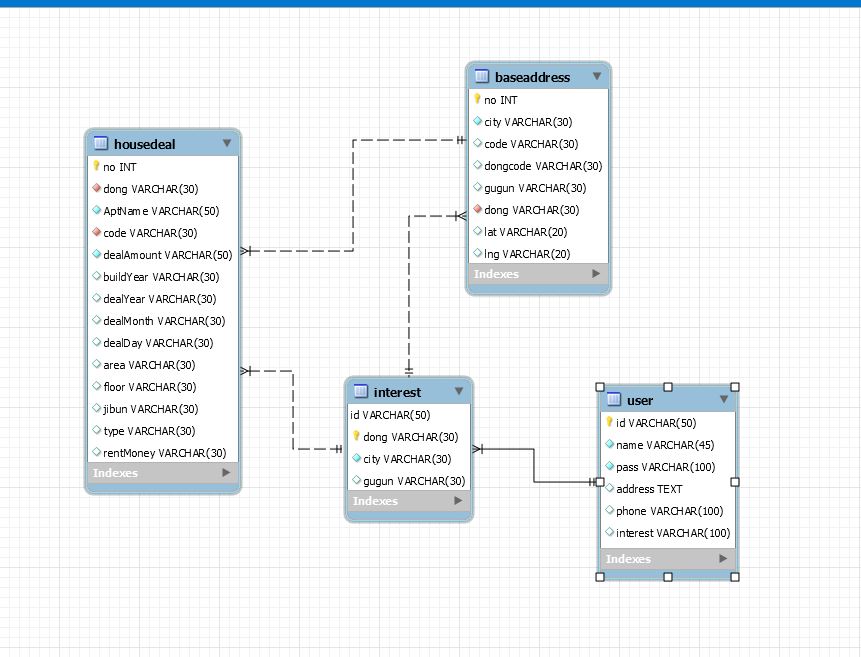 baseaddress
no INT
city VARCHAR(30)
code VARCHAR(30)
dongcode VARCHAR(30)
gugun VARCHAR(30)
dong VARCHAR(30)
lat VARCHAR(20)
lng VARCHAR(20)
Indexes
housedeal
no INT
dong VARCHAR(30)
AptName VARCHAR(50)
code VARCHAR(30)
dealAmount VARCHAR(50)
buildYear VARCHAR(30)
dealYear VARCHAR(30)
dealMonth VARCHAR(30)
dealDay VARCHAR(30)
area VARCHAR(30)
floor VARCHAR(30)
jibun VARCHAR(30)
type VARCHAR(30)
rentMoney VARCHAR(30)
Indexes
interest
id VARCHAR(50)
dong VARCHAR(30)
city VARCHAR(30)
gugun VARCHAR(30)
Indexes
user
id VARCHAR(50)
name VARCHAR(45)
pass VARCHAR(100)
address TEXT
phone VARCHAR(100)
interest VARCHAR(100)
Indexes